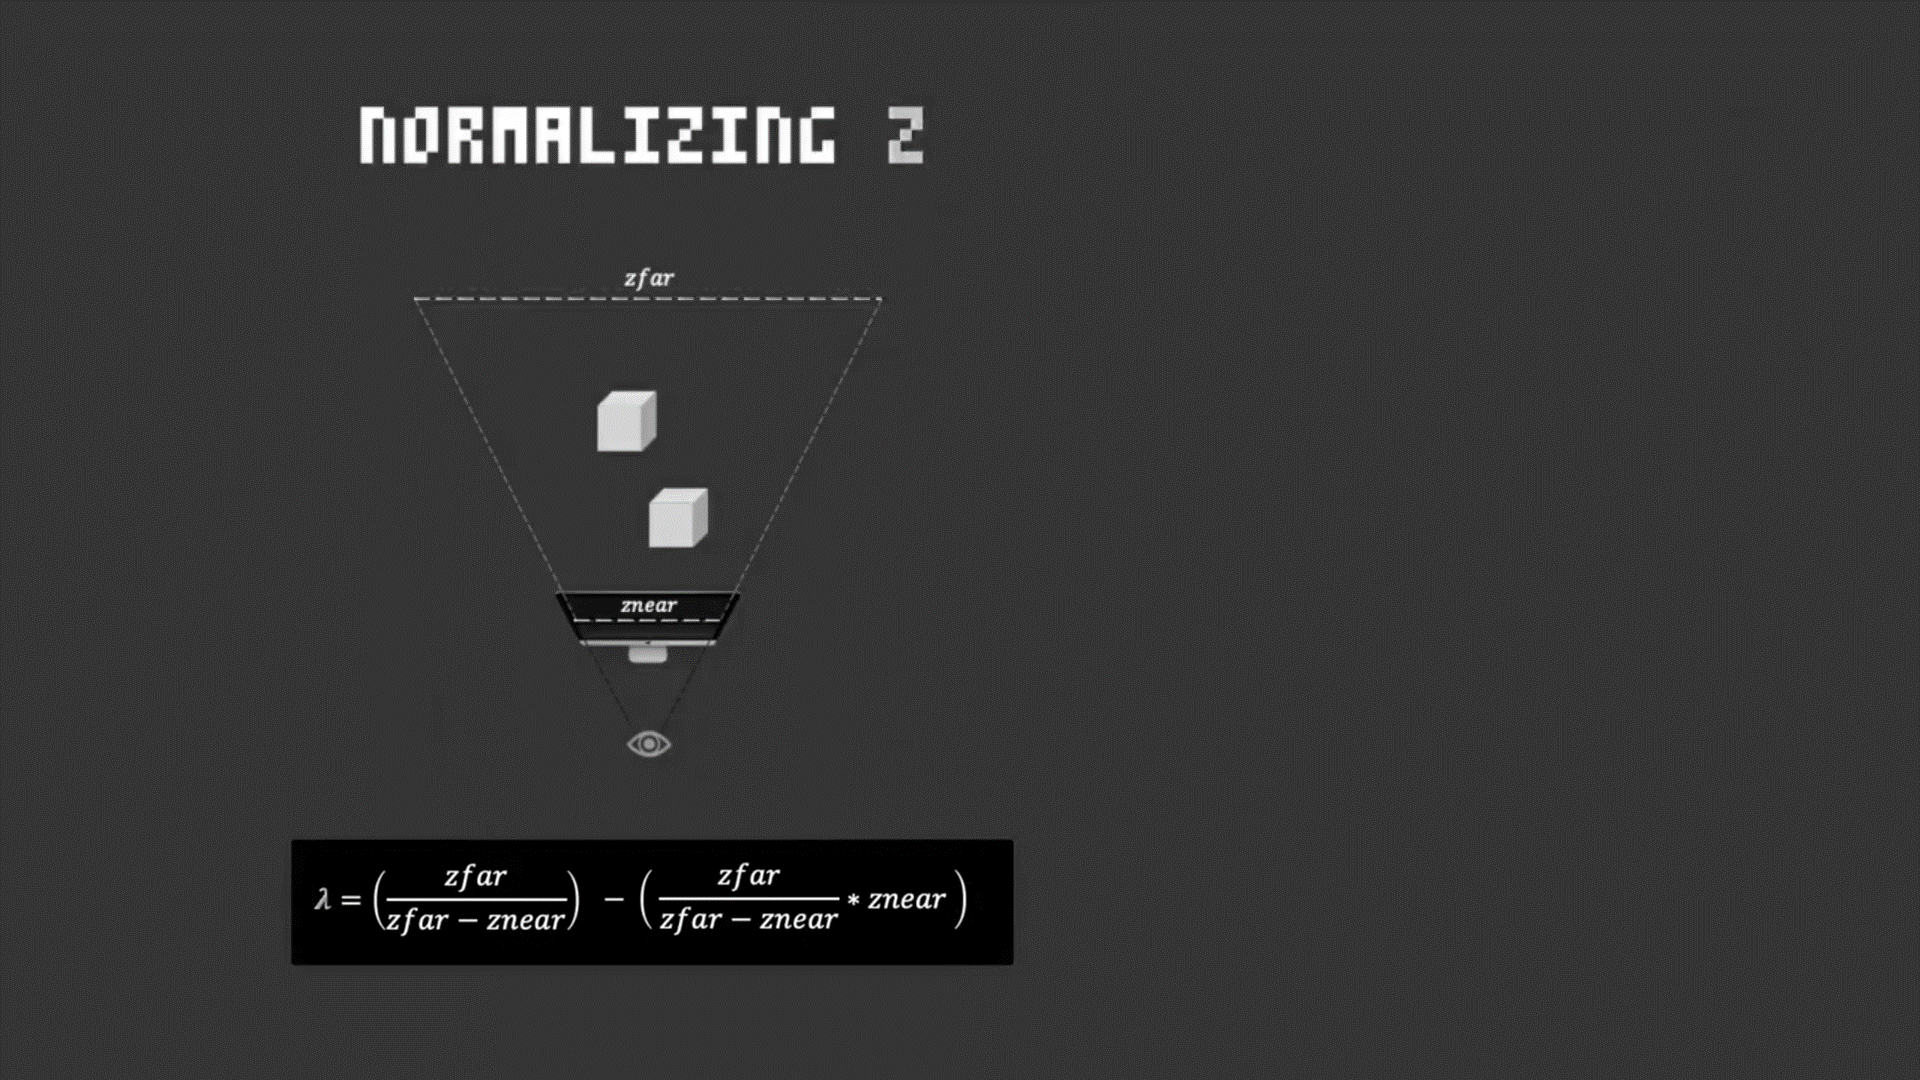 NORMALIZING Z
zfar
znear
λ = (zfar / zfar − znear) − (zfar / zfar − znear * znear)